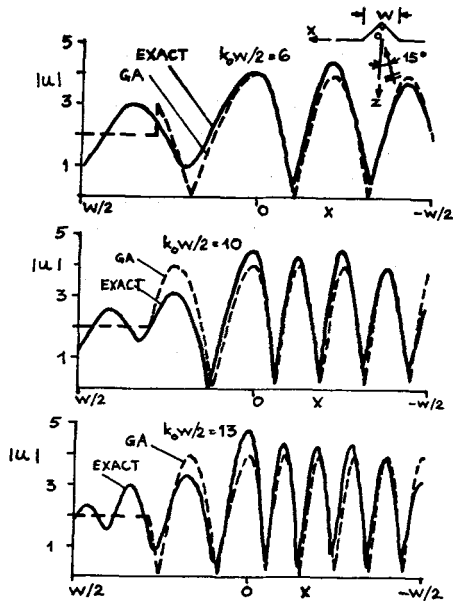 W
X
15°
Z
5
EXACT
k₀W/2=6
|u|
GA
3
1
W/2
0
X
-W/2
5
k₀W/2=10
|u|
GA
3
EXACT
1
W/2
0
X
-W/2
5
k₀W/2=13
GA
|u|
EXACT
3
1
W/2
0
X
-W/2